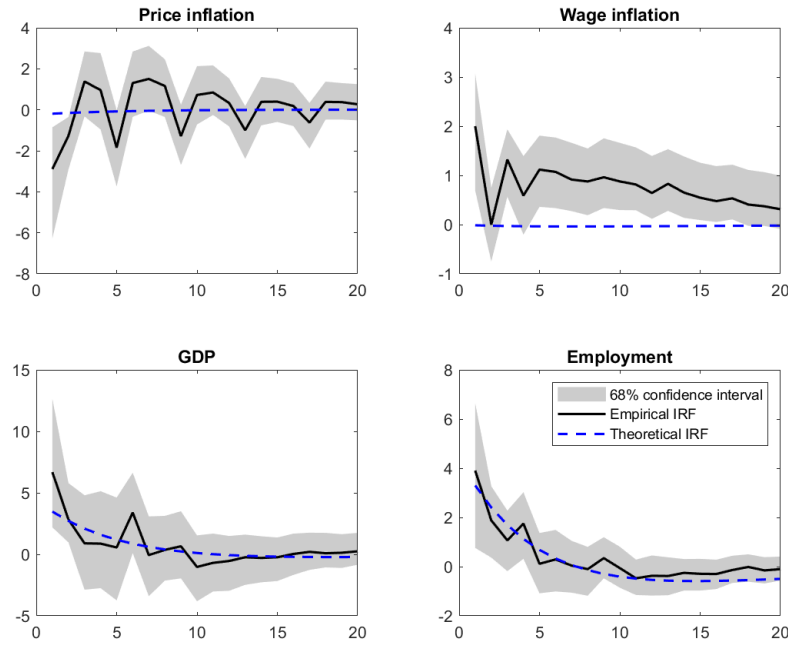 Price inflation
4
2
0
-2
-4
-6
-8
0 5 10 15 20
Wage inflation
4
3
2
1
0
-1
0 5 10 15 20
GDP
15
10
5
0
-5
0 5 10 15 20
Employment
8
6
4
2
0
-2
0 5 10 15 20
68% confidence interval
Empirical IRF
Theoretical IRF